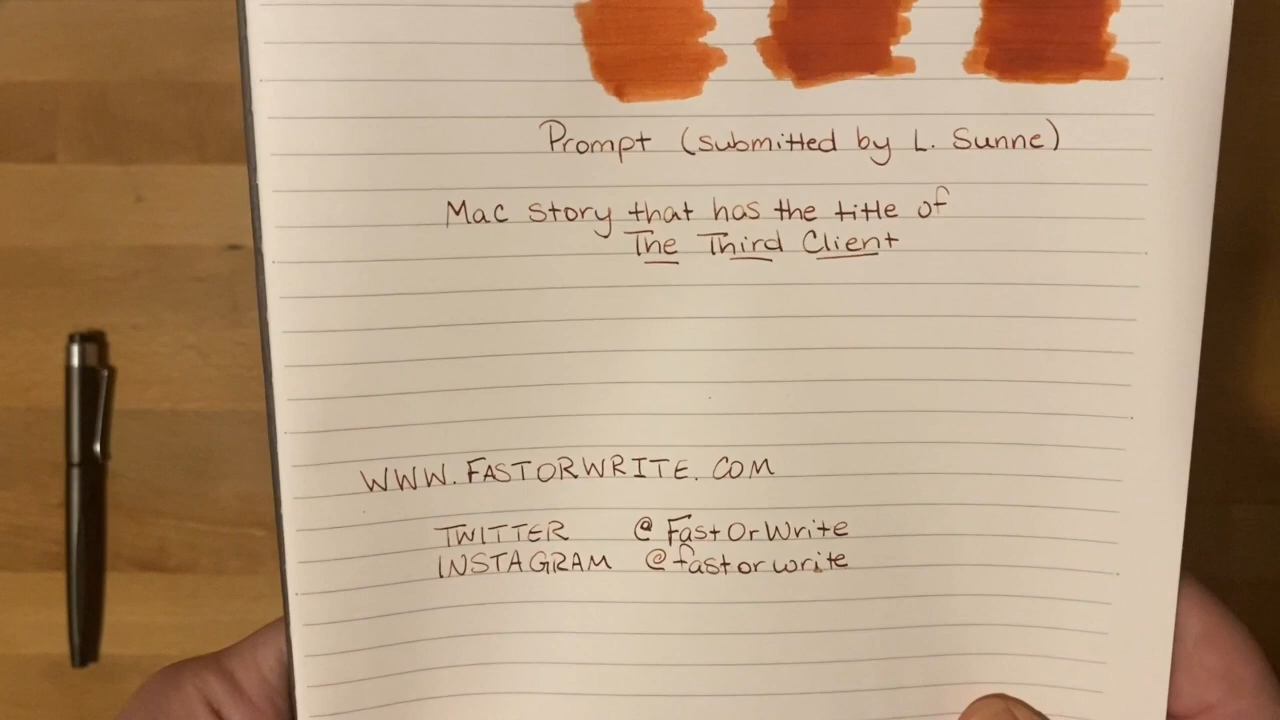 Prompt (submitted by L. Sunne)
Mac story that has the title of
The Third Client
WWW.FASTORWRITE.COM
TWITTER @FastOrWrite
INSTAGRAM @fastorwrite